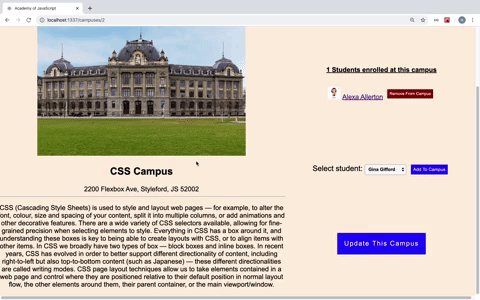 Academy of JavaScript
localhost:1337/campuses/2
1 Students enrolled at this campus
Alexa Allerton
Remove From Campus
CSS Campus
2200 Flexbox Ave, Styleford, JS 52002
Select student:
Gina Gifford
Add To Campus
CSS (Cascading Style Sheets) is used to style and layout web pages — for example, to alter the
font, colour, size and spacing of your content, split it into multiple columns, or add animations and
other decorative features. There are a wide variety of CSS selectors available, allowing for fine-
grained precision when selecting elements to style. Everything in CSS has a box around it, and
understanding these boxes is key to being able to create layouts with CSS, or to align items with
other items. In CSS we broadly have two types of box — block boxes and inline boxes. In recent
years, CSS has evolved in order to better support different directionality of content, including
right-to-left but also top-to-bottom content (such as Japanese) — these different directionalities
are called writing modes. CSS page layout techniques allow us to take elements contained in a
web page and control where they are positioned relative to their default position in normal layout
flow, the other elements around them, their parent container, or the main viewport/window.
Update This Campus